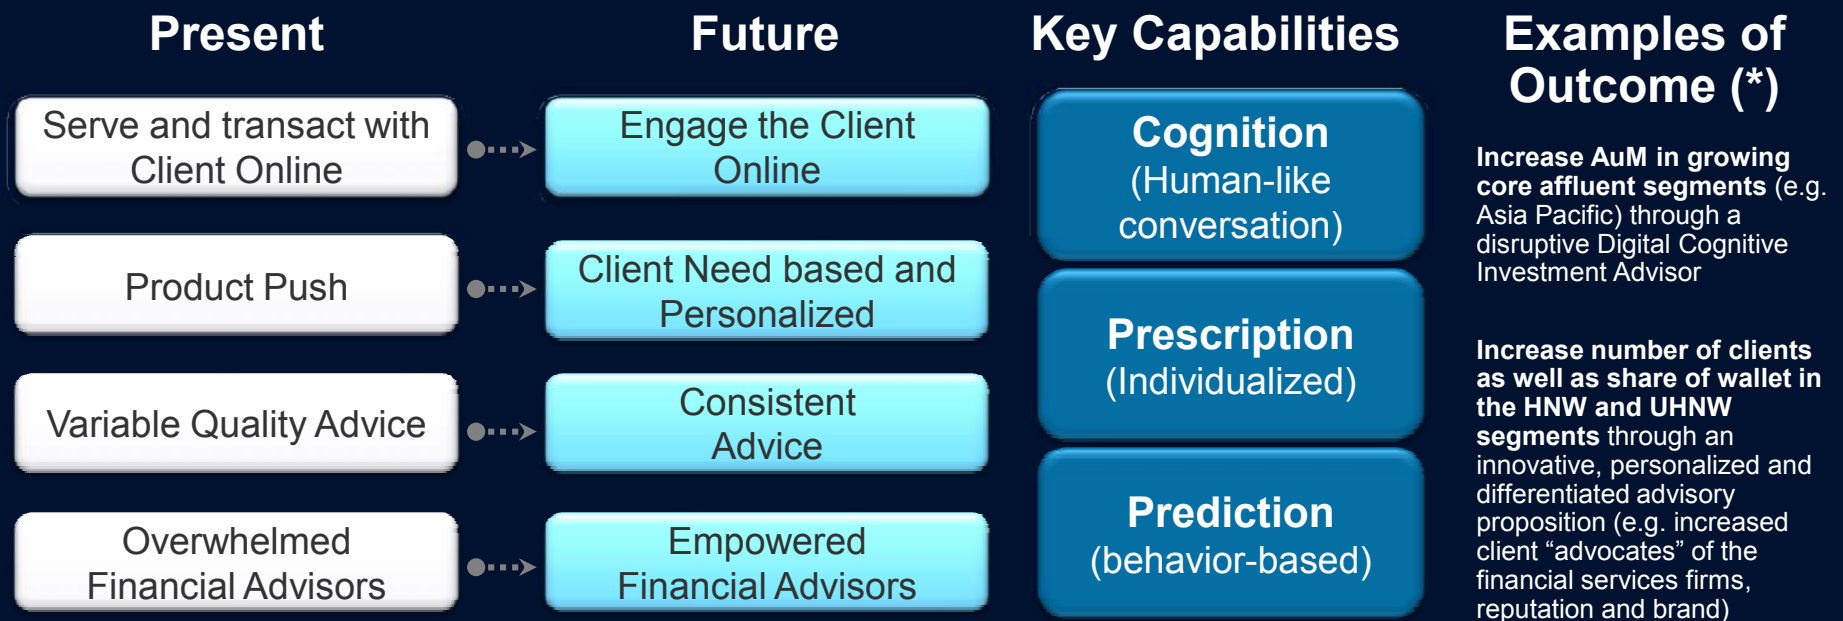 Present
Serve and transact with
Client Online
Product Push
Variable Quality Advice
Overwhelmed
Financial Advisors
Future
Engage the Client
Online
Client Need based and
Personalized
Consistent
Advice
Empowered
Financial Advisors
Key Capabilities
Cognition
(Human-like
conversation)
Prescription
(Individualized)
Prediction
(behavior-based)
Examples of
Outcome (*)
Increase AuM in growing
core affluent segments (e.g.
Asia Pacific) through a
disruptive Digital Cognitive
Investment Advisor
Increase number of clients
as well as share of wallet in
the HNW and UHNW
segments through an
innovative, personalized and
differentiated advisory
proposition (e.g. increased
client “advocates” of the
financial services firms,
reputation and brand)